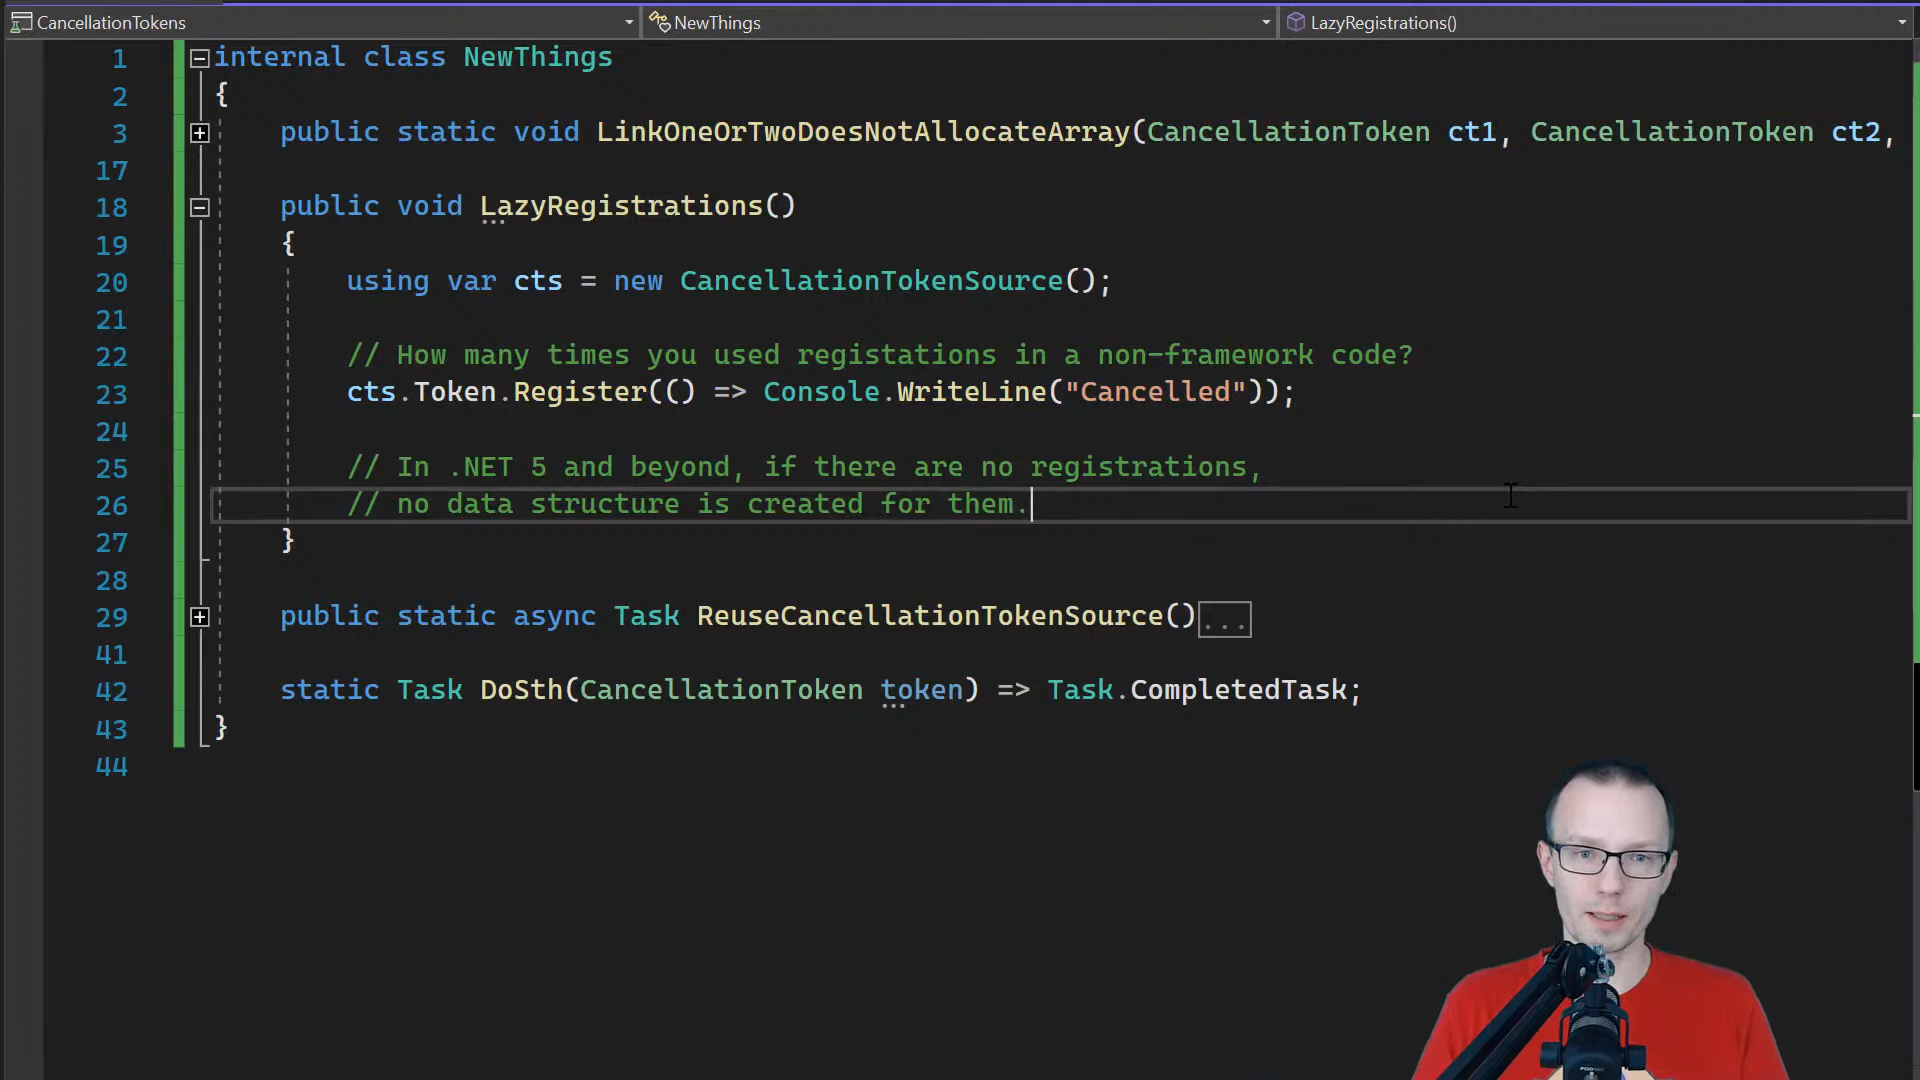 CancellationTokens NewThings LazyRegistrations()
1 internal class NewThings
2 {
3 public static void LinkOneOrTwoDoesNotAllocateArray(CancellationToken ct1, CancellationToken ct2,
17
18 public void LazyRegistrations()
19 {
20 using var cts = new CancellationTokenSource();
21
22 // How many times you used registations in a non-framework code?
23 cts.Token.Register(() => Console.WriteLine("Cancelled"));
24
25 // In .NET 5 and beyond, if there are no registrations,
26 // no data structure is created for them.
27 }
28
29 public static async Task ReuseCancellationTokenSource()...
41
42 static Task DoSth(CancellationToken token) => Task.CompletedTask;
43 }
44